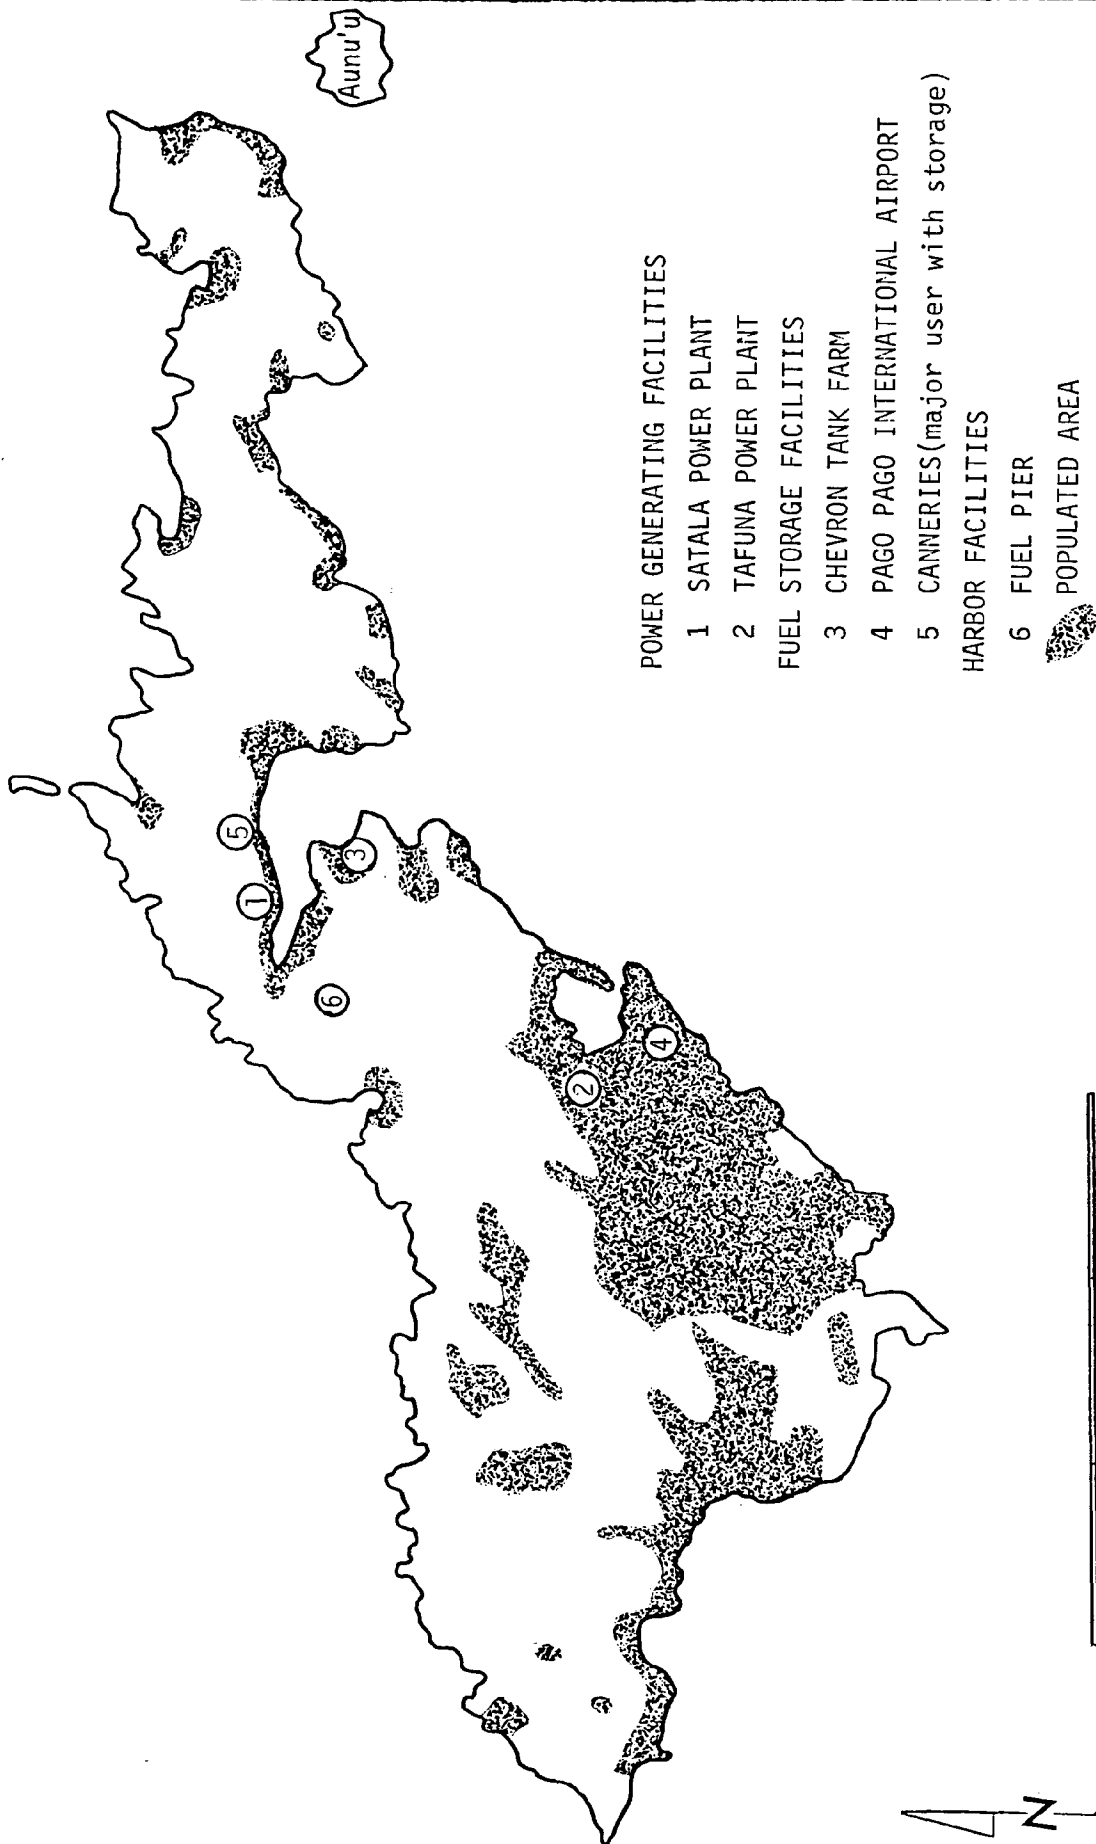 Aunu'u
5
1
3
6
2
4
POWER GENERATING FACILITIES
1 SATALA POWER PLANT
2 TAFUNA POWER PLANT
FUEL STORAGE FACILITIES
3 CHEVRON TANK FARM
4 PAGO PAGO INTERNATIONAL AIRPORT
5 CANNERIES(major user with storage)
HARBOR FACILITIES
6 FUEL PIER
POPULATED AREA
N